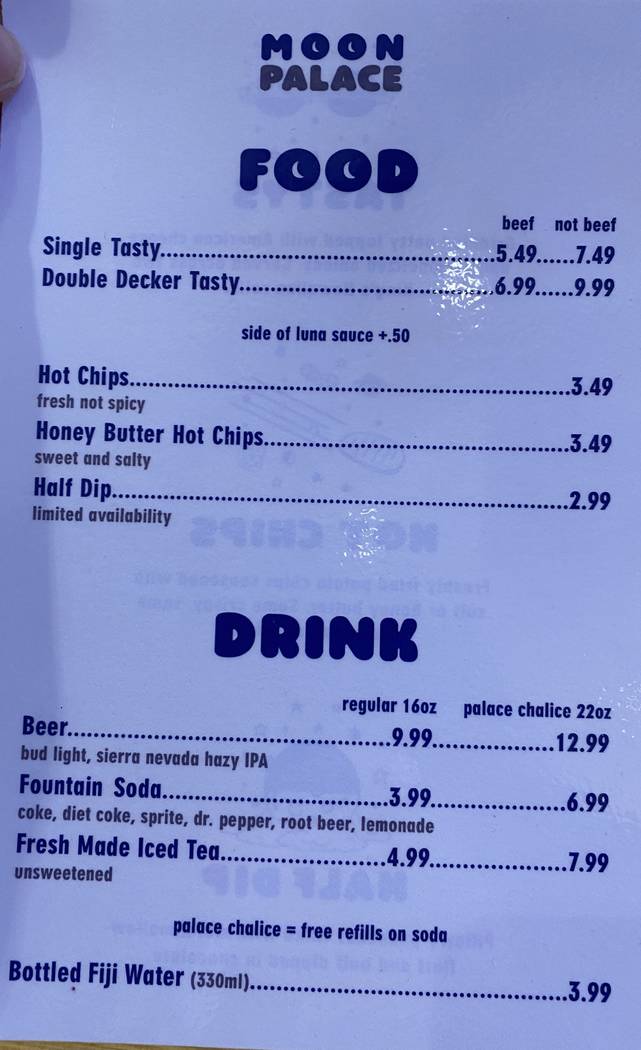 MOON
PALACE
FOOD
beef not beef
Single Tasty...............................................5.49......7.49
Double Decker Tasty...................................6.99......9.99
side of luna sauce +.50
Hot Chips................................................................3.49
fresh not spicy
Honey Butter Hot Chips............................................3.49
sweet and salty
Half Dip..................................................................2.99
limited availability
DRINK
regular 16oz palace chalice 22oz
Beer................................................9.99..................12.99
bud light, sierra nevada hazy IPA
Fountain Soda.................................3.99....................6.99
coke, diet coke, sprite, dr. pepper, root beer, lemonade
Fresh Made Iced Tea........................4.99....................7.99
unsweetened
palace chalice = free refills on soda
Bottled Fiji Water (330ml)..............................................3.99